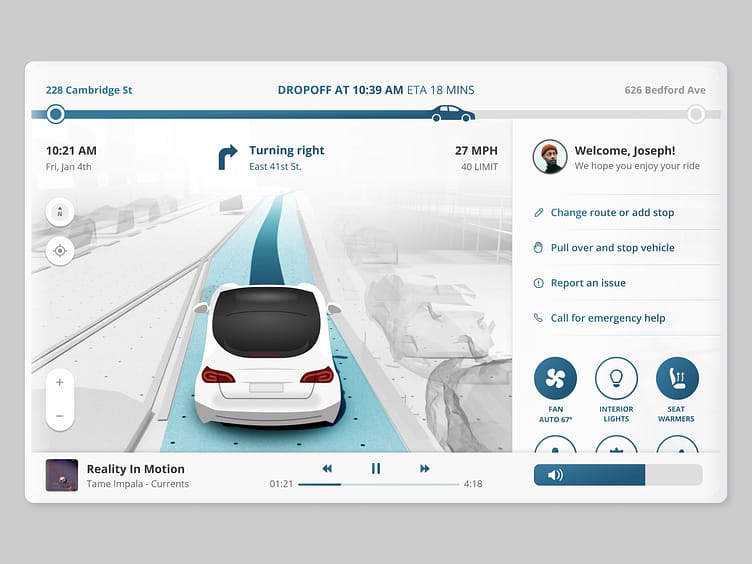 228 Cambridge St
DROPOFF AT 10:39 AM ETA 18 MINS
626 Bedford Ave
10:21 AM
Fri, Jan 4th
Turning right
East 41st St.
27 MPH
40 LIMIT
N
Welcome, Joseph!
We hope you enjoy your ride
Change route or add stop
Pull over and stop vehicle
Report an issue
Call for emergency help
FAN
AUTO 67°
INTERIOR
LIGHTS
SEAT
WARMERS
Reality In Motion
Tame Impala - Currents
01:21
4:18